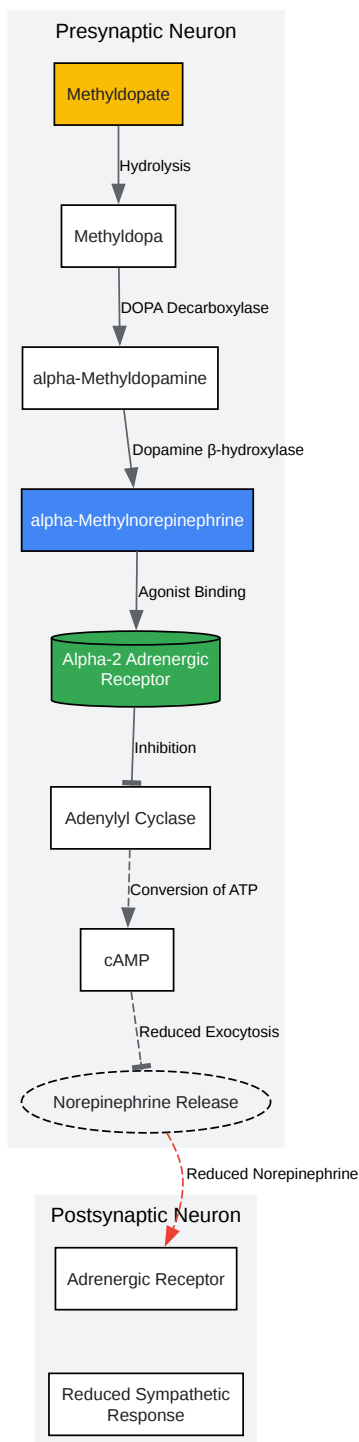 Presynaptic Neuron
Methyldopate
Hydrolysis
Methyldopa
DOPA Decarboxylase
alpha-Methyldopamine
Dopamine β-hydroxylase
alpha-Methylnorepinephrine
Agonist Binding
Alpha-2 Adrenergic
Receptor
Inhibition
Adenylyl Cyclase
Conversion of ATP
cAMP
Reduced Exocytosis
Norepinephrine Release
Reduced Norepinephrine
Postsynaptic Neuron
Adrenergic Receptor
Reduced Sympathetic
Response